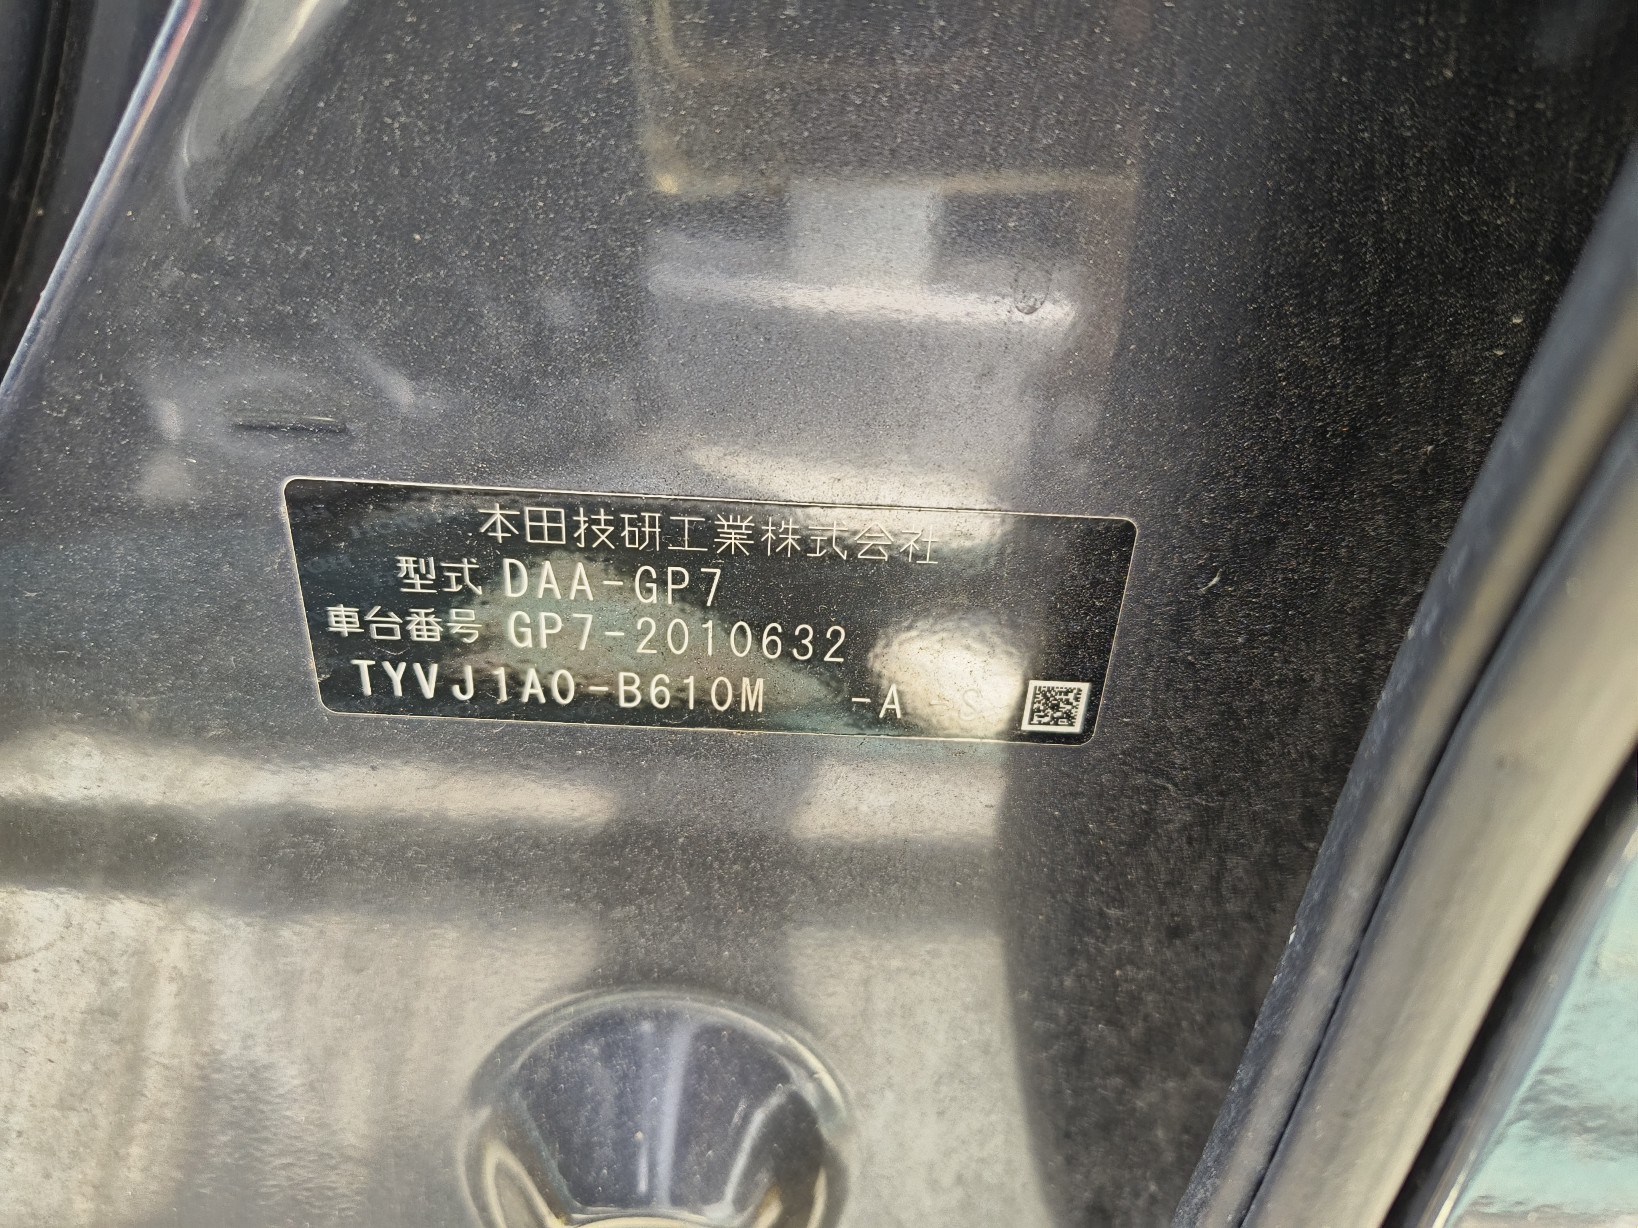 本田技研工業株式会社
型式 DAA-GP7
車台番号 GP7-2010632
TYVJ1A0-B610M -A -S